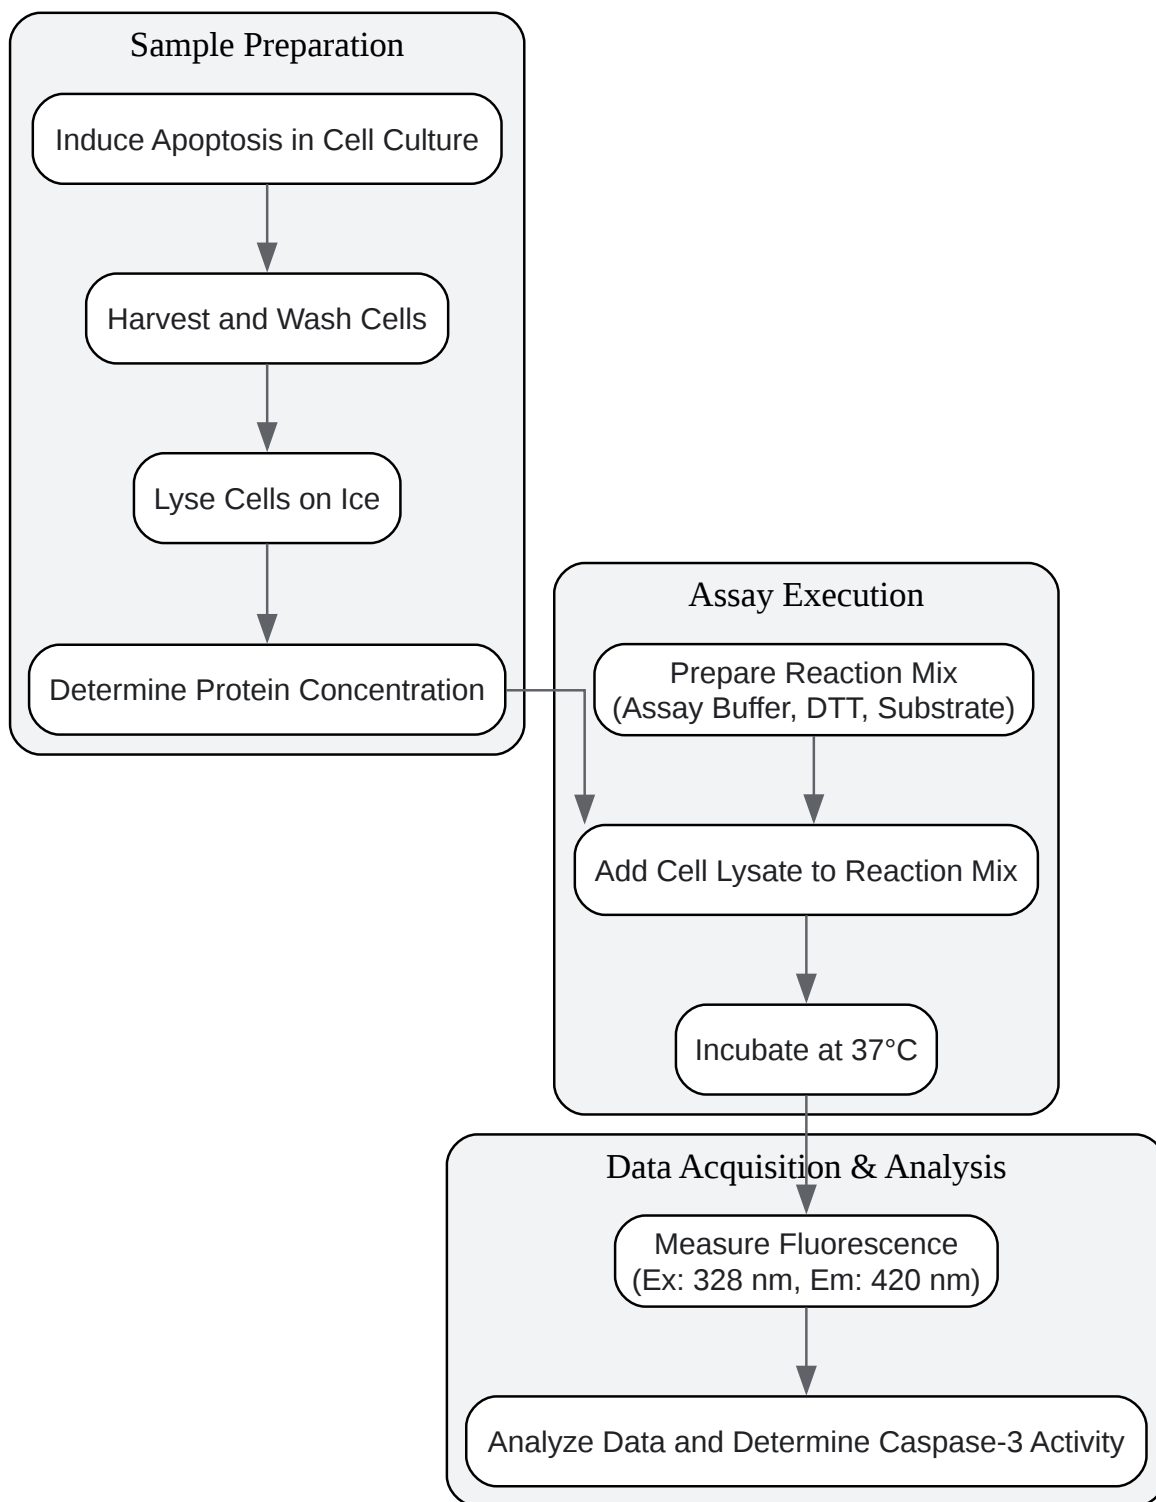 Sample Preparation
Induce Apoptosis in Cell Culture
Harvest and Wash Cells
Lyse Cells on Ice
Determine Protein Concentration
Assay Execution
Prepare Reaction Mix
(Assay Buffer, DTT, Substrate)
Add Cell Lysate to Reaction Mix
Incubate at 37°C
Data Acquisition & Analysis
Measure Fluorescence
(Ex: 328 nm, Em: 420 nm)
Analyze Data and Determine Caspase-3 Activity